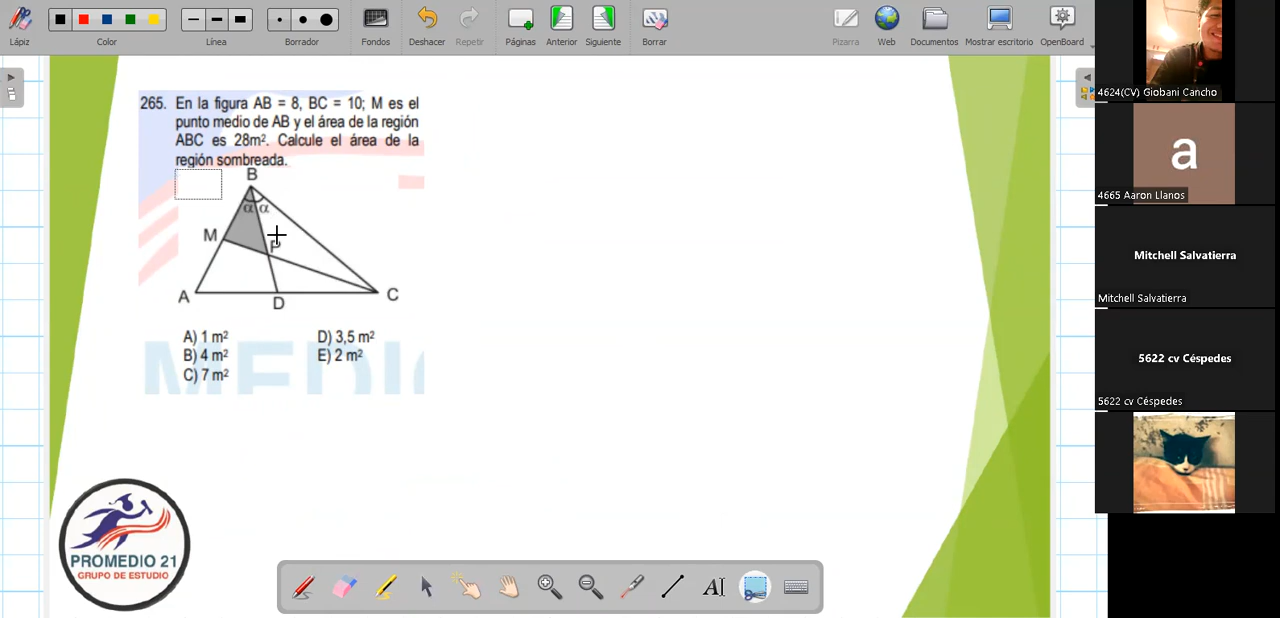 Lápiz
Color
Línea
Borrador
Fondos
Deshacer
Repetir
Páginas
Anterior
Siguiente
Borrar
Pizarra
Web
Documentos
Mostrar escritorio
OpenBoard
265. En la figura AB = 8, BC = 10; M es el
punto medio de AB y el área de la región
ABC es 28m². Calcule el área de la
región sombreada.
B
α α
M
P
A
D
C
A) 1 m²
D) 3,5 m²
B) 4 m²
E) 2 m²
C) 7 m²
PROMEDIO 21
GRUPO DE ESTUDIO
AI
4624(CV) Giobani Cancho
a
4665 Aaron Llanos
Mitchell Salvatierra
Mitchell Salvatierra
5622 cv Céspedes
5622 cv Céspedes